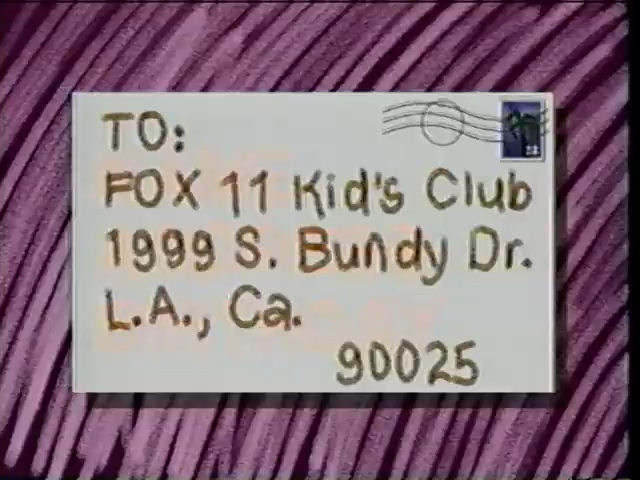 TO:
FOX 11 Kid's Club
1999 S. Bundy Dr.
L.A., Ca.
90025